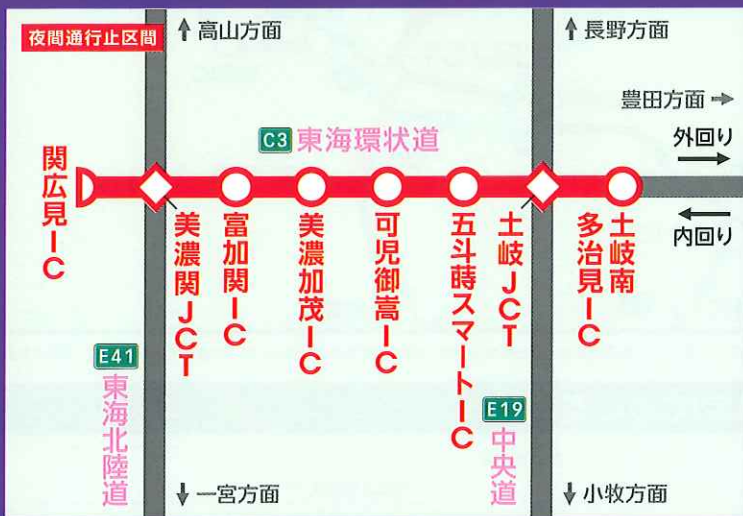 夜間通行止区間
高山方面
長野方面
豊田方面
C3 東海環状道
外回り
内回り
関広見IC
美濃関JCT
富加関IC
美濃加茂IC
可児御嵩IC
五斗蒔スマートIC
土岐JCT
土岐南
多治見IC
E41
東海北陸道
E19
中央道
一宮方面
小牧方面